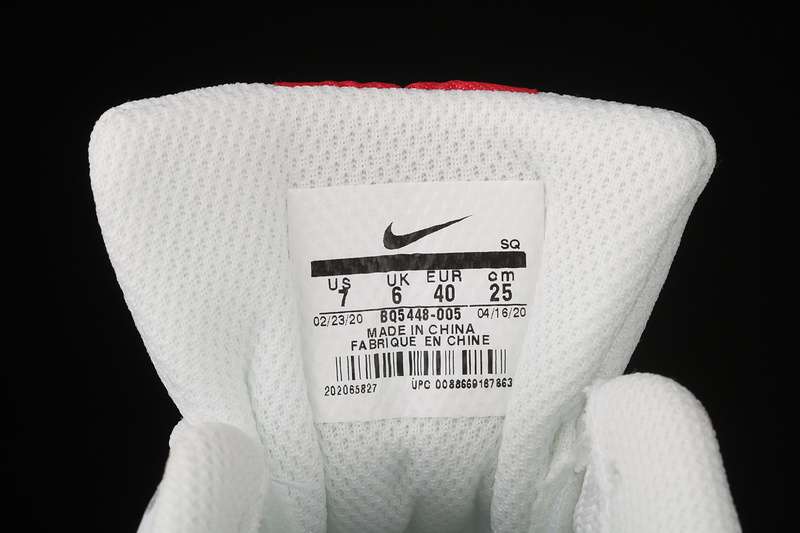 SQ
US UK EUR cm
7 6 40 25
02/23/20 BQ5448-005 04/16/20
MADE IN CHINA
FABRIQUE EN CHINE
202065827 UPC 0088669167863